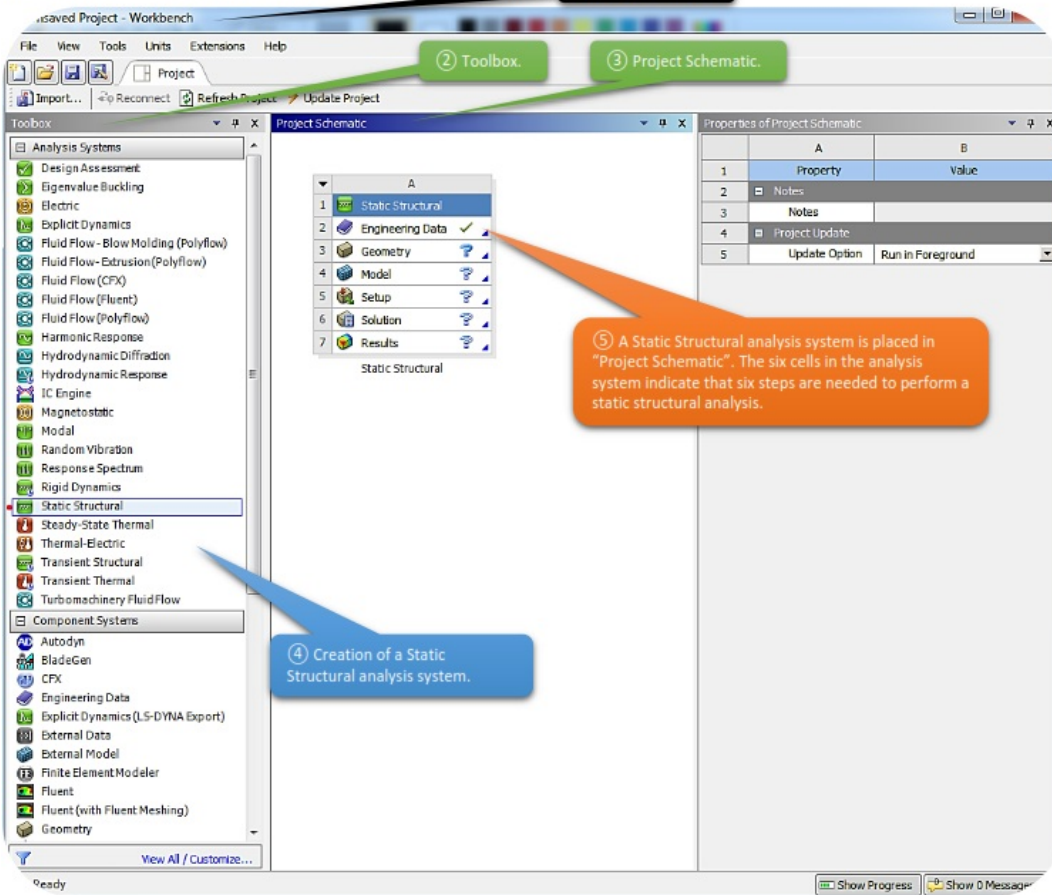 nsaved Project - Workbench
File View Tools Units Extensions Help
② Toolbox.
③ Project Schematic.
Project
Import... Reconnect Refresh Project Update Project
Toolbox
Project Schematic
Properties of Project Schematic
Analysis Systems
Design Assessment
Eigenvalue Buckling
Electric
Explicit Dynamics
Fluid Flow - Blow Molding (Polyflow)
Fluid Flow - Extrusion (Polyflow)
Fluid Flow (CFX)
Fluid Flow (Fluent)
Fluid Flow (Polyflow)
Harmonic Response
Hydrodynamic Diffraction
Hydrodynamic Response
IC Engine
Magnetostatic
Modal
Random Vibration
Response Spectrum
Rigid Dynamics
Static Structural
Steady-State Thermal
Thermal-Electric
Transient Structural
Transient Thermal
Turbomachinery Fluid Flow
Component Systems
Autodyn
BladeGen
CFX
Engineering Data
Explicit Dynamics (LS-DYNA Export)
External Data
External Model
Finite Element Modeler
Fluent
Fluent (with Fluent Meshing)
Geometry
View All / Customize...
A
1 Static Structural
2 Engineering Data
3 Geometry ?
4 Model ?
5 Setup ?
6 Solution ?
7 Results ?
Static Structural
A B
1 Property Value
2 Notes
3 Notes
4 Project Update
5 Update Option Run in Foreground
⑤ A Static Structural analysis system is placed in
“Project Schematic”. The six cells in the analysis
system indicate that six steps are needed to perform a
static structural analysis.
④ Creation of a Static
Structural analysis system.
Ready
Show Progress Show 0 Messages